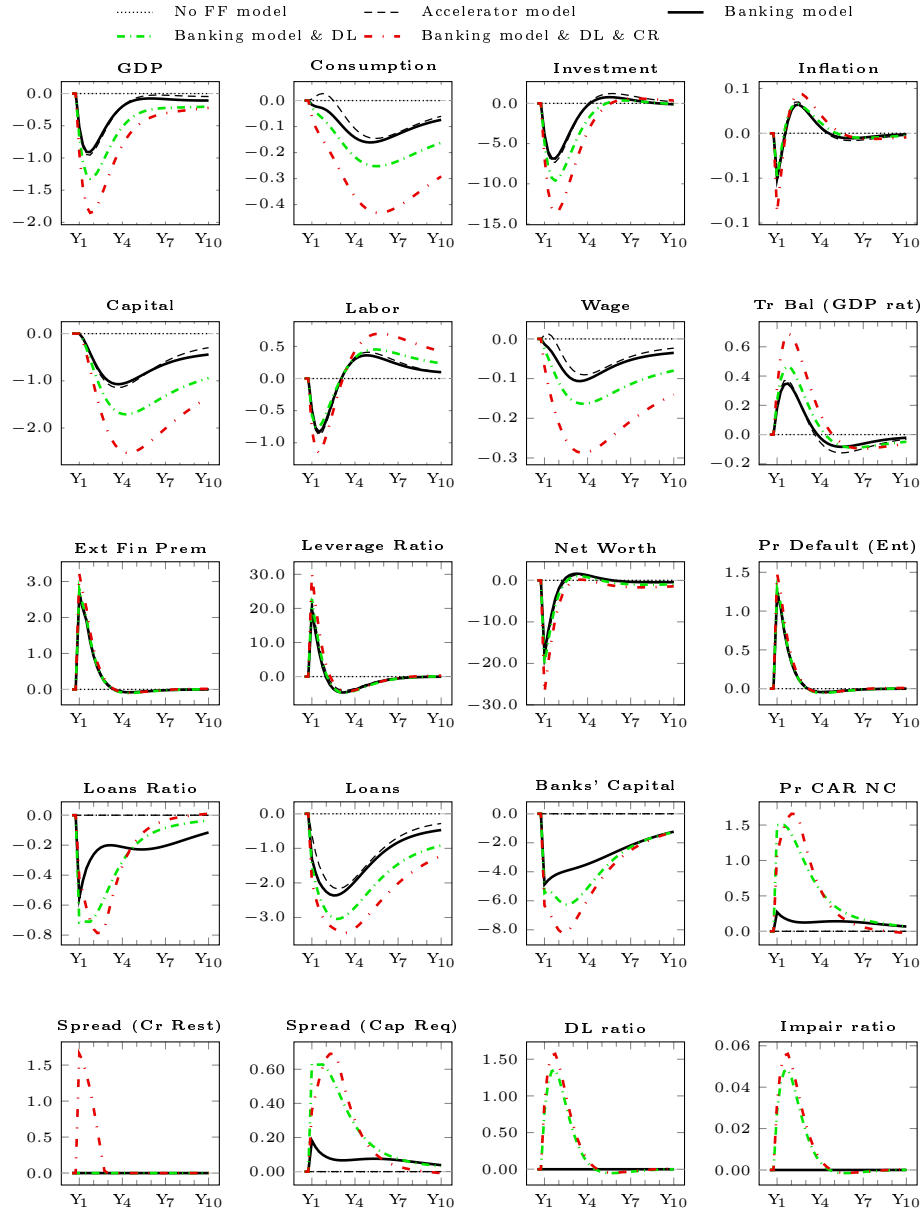 No FF model Accelerator model Banking model
Banking model & DL Banking model & DL & CR
GDP Consumption Investment Inflation
0.0 0.0 0.0 0.1
−0.5 −0.1 −5.0 0.0
−1.0 −0.2 −10.0 −0.1
−1.5 −0.3 −15.0 0.1
−2.0 −0.4
Y1 Y4 Y7 Y10 Y1 Y4 Y7 Y10 Y1 Y4 Y7 Y10 Y1 Y4 Y7 Y10
Capital Labor Wage Tr Bal (GDP rat)
0.0 0.5 0.0 0.6
−1.0 0.0 −0.1 0.4
−2.0 −0.5 −0.2 0.2
−1.0 −0.3 0.0
−0.2
Y1 Y4 Y7 Y10 Y1 Y4 Y7 Y10 Y1 Y4 Y7 Y10 Y1 Y4 Y7 Y10
Ext Fin Prem Leverage Ratio Net Worth Pr Default (Ent)
3.0 30.0 0.0 1.5
2.0 20.0 −10.0 1.0
1.0 10.0 −20.0 0.5
0.0 0.0 −30.0 0.0
Y1 Y4 Y7 Y10 Y1 Y4 Y7 Y10 Y1 Y4 Y7 Y10 Y1 Y4 Y7 Y10
Loans Ratio Loans Banks’ Capital Pr CAR NC
0.0 0.0 0.0 1.5
−0.2 −1.0 −2.0 1.0
−0.4 −2.0 −4.0 0.5
−0.6 −3.0 −6.0 0.0
−0.8 −8.0
Y1 Y4 Y7 Y10 Y1 Y4 Y7 Y10 Y1 Y4 Y7 Y10 Y1 Y4 Y7 Y10
Spread (Cr Rest) Spread (Cap Req) DL ratio Impair ratio
1.5 0.60 1.50 0.06
1.0 0.40 1.00 0.04
0.5 0.20 0.50 0.02
0.0 0.00 0.00 0.00
Y1 Y4 Y7 Y10 Y1 Y4 Y7 Y10 Y1 Y4 Y7 Y10 Y1 Y4 Y7 Y10